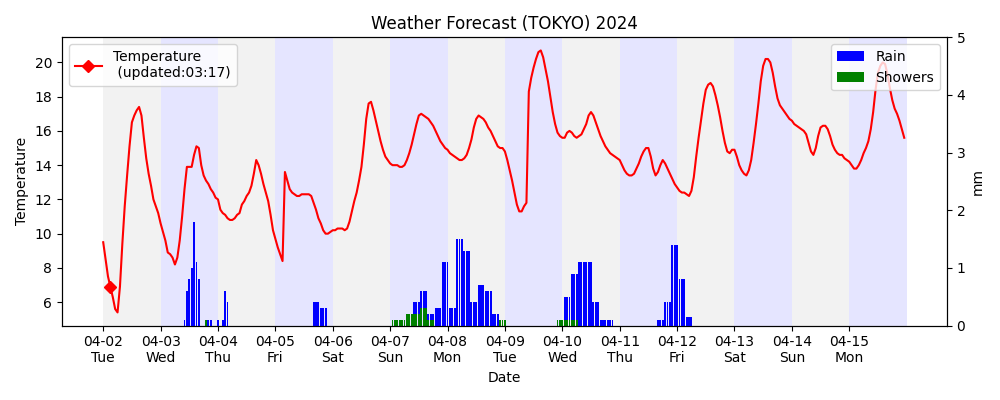 Weather Forecast (TOKYO) 2024
Temperature
(updated:03:17)
Rain
Showers
Temperature
20
18
16
14
12
10
8
6
5
4
3
2
1
0
mm
04-02 04-03 04-04 04-05 04-06 04-07 04-08 04-09 04-10 04-11 04-12 04-13 04-14 04-15
Tue Wed Thu Fri Sat Sun Mon Tue Wed Thu Fri Sat Sun Mon
Date